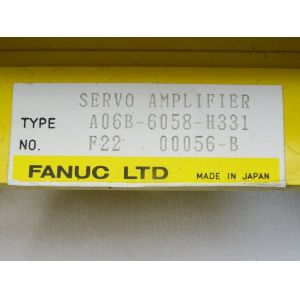 SERVO AMPLIFIER
TYPE A06B-6058-H331
NO. F22 00056-B
FANUC LTD MADE IN JAPAN